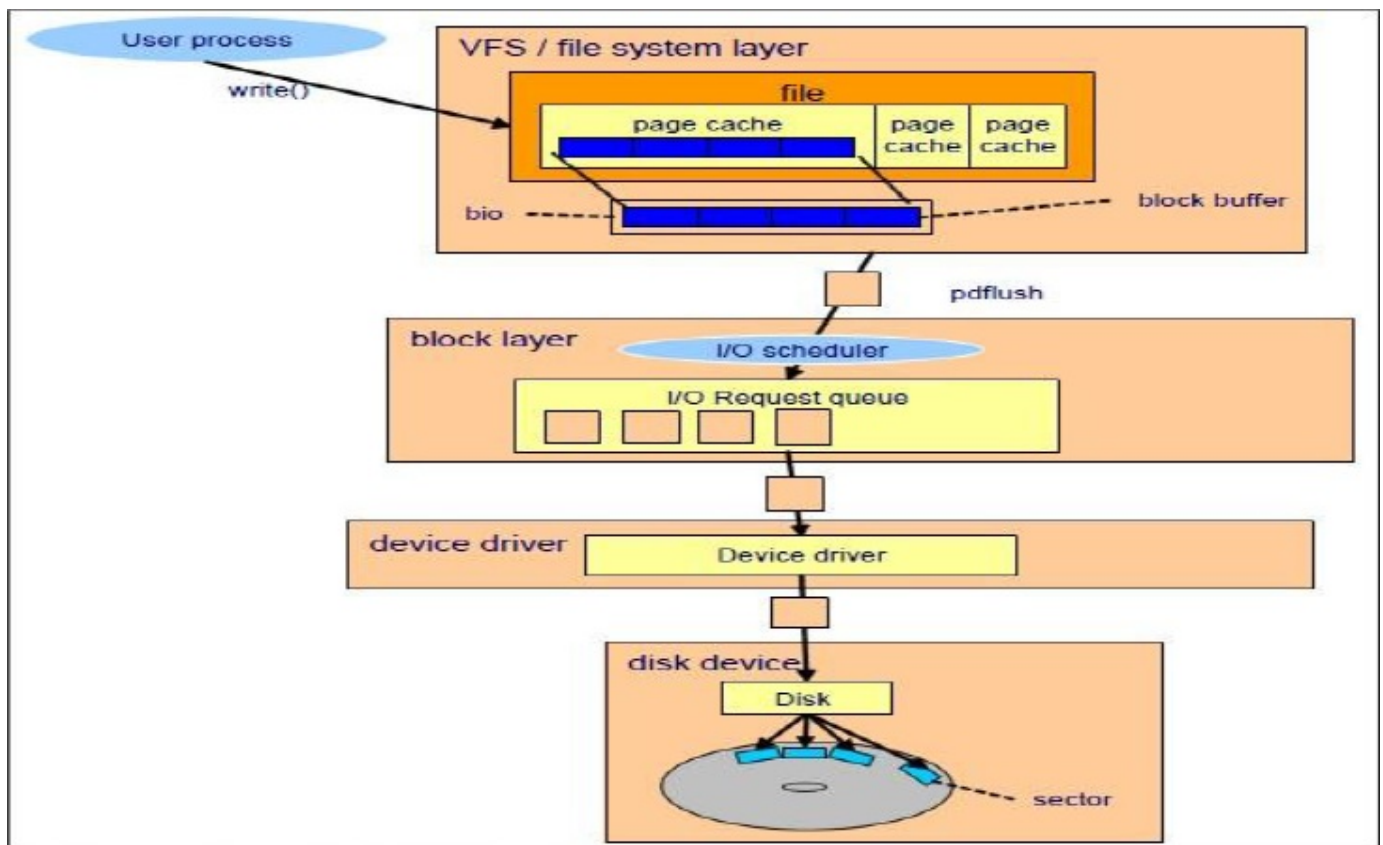 User process
write()
VFS / file system layer
file
page cache
page
cache
page
cache
bio
block buffer
pdflush
block layer
I/O scheduler
I/O Request queue
device driver
Device driver
disk device
Disk
sector